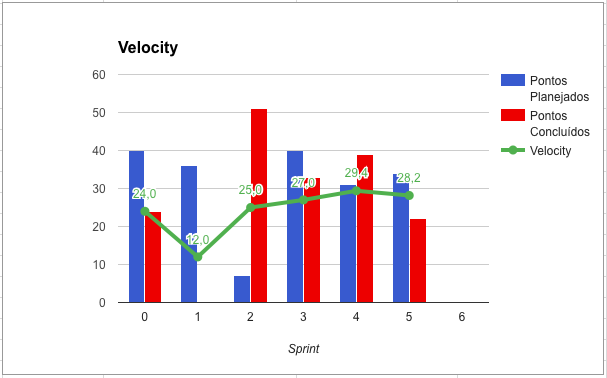 Velocity
60
50
40
30
20
10
0
24,0
12,0
25,0
27,0
29,4
28,2
0 1 2 3 4 5 6
Sprint
Pontos
Planejados
Pontos
Concluídos
Velocity